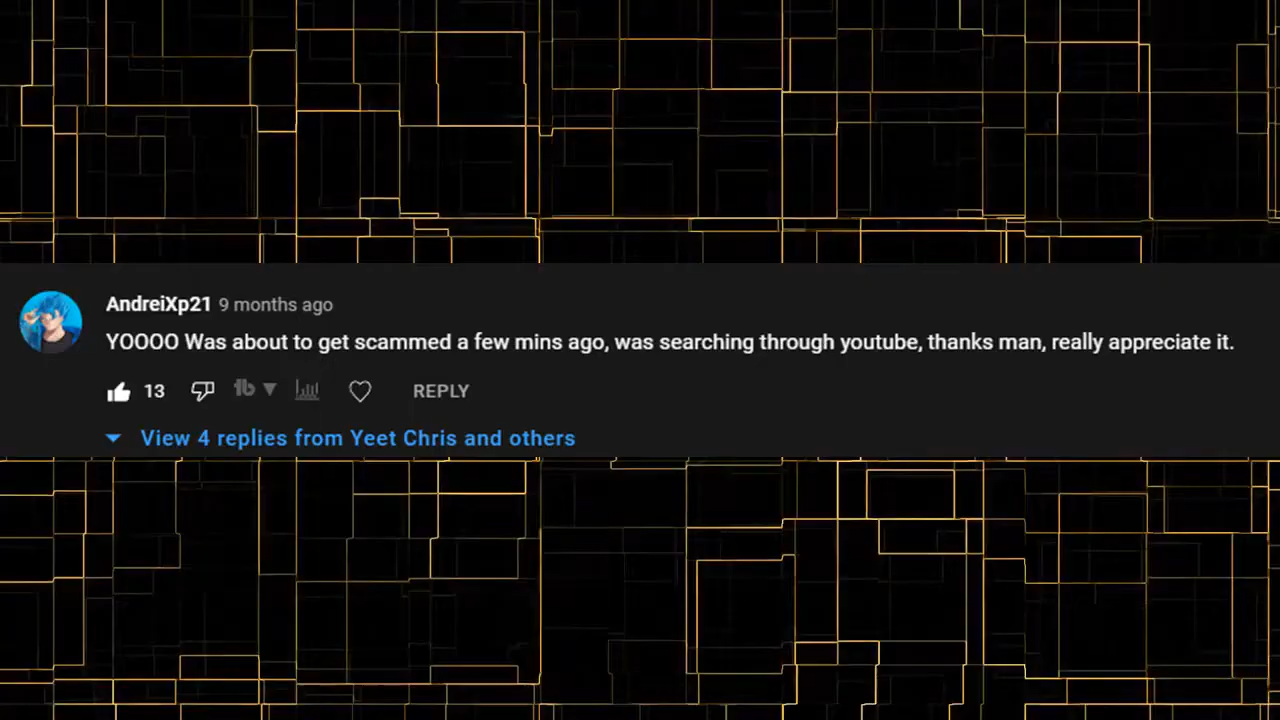 AndreiXp21 9 months ago
YOOOO Was about to get scammed a few mins ago, was searching through youtube, thanks man, really appreciate it.
13 REPLY
View 4 replies from Yeet Chris and others